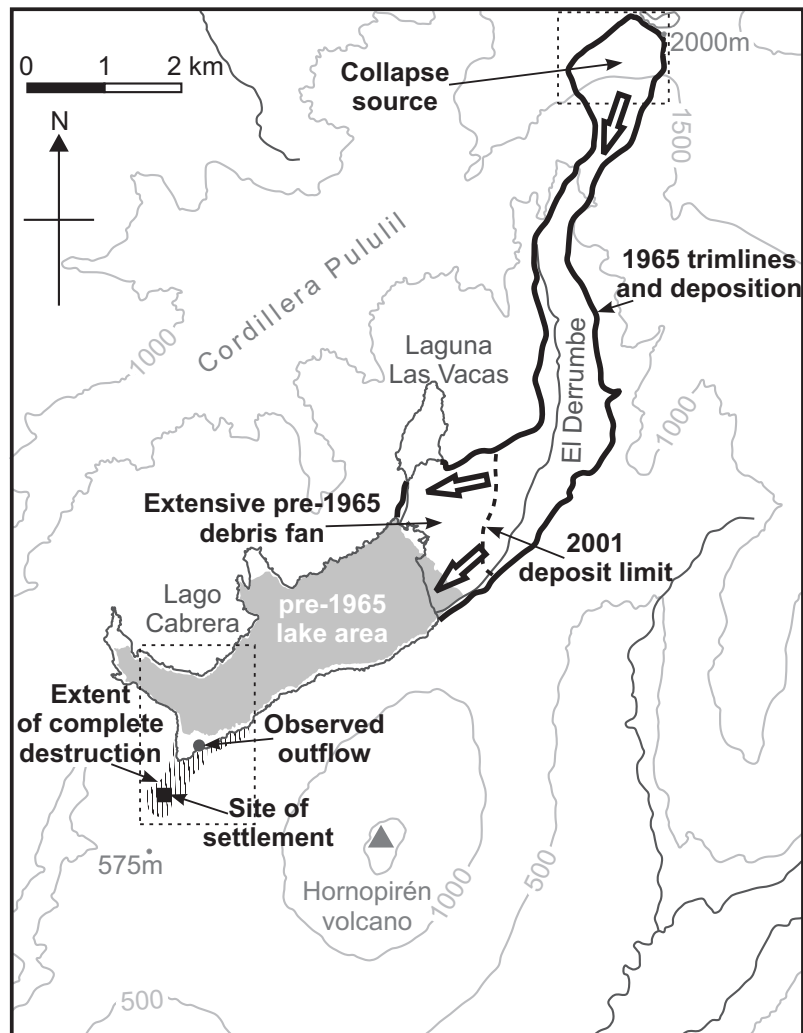 2000m
0 1 2 km
Collapse
source
N
1500
Cordillera Pululil
1965 trimlines
and deposition
1000
Laguna
Las Vacas
El Derrumbe
1000
Extensive pre-1965
debris fan
2001
deposit limit
Lago
Cabrera
pre-1965
lake area
Extent
of complete
destruction
Observed
outflow
Site of
settlement
575m
Hornopirén
volcano
1000
500
500